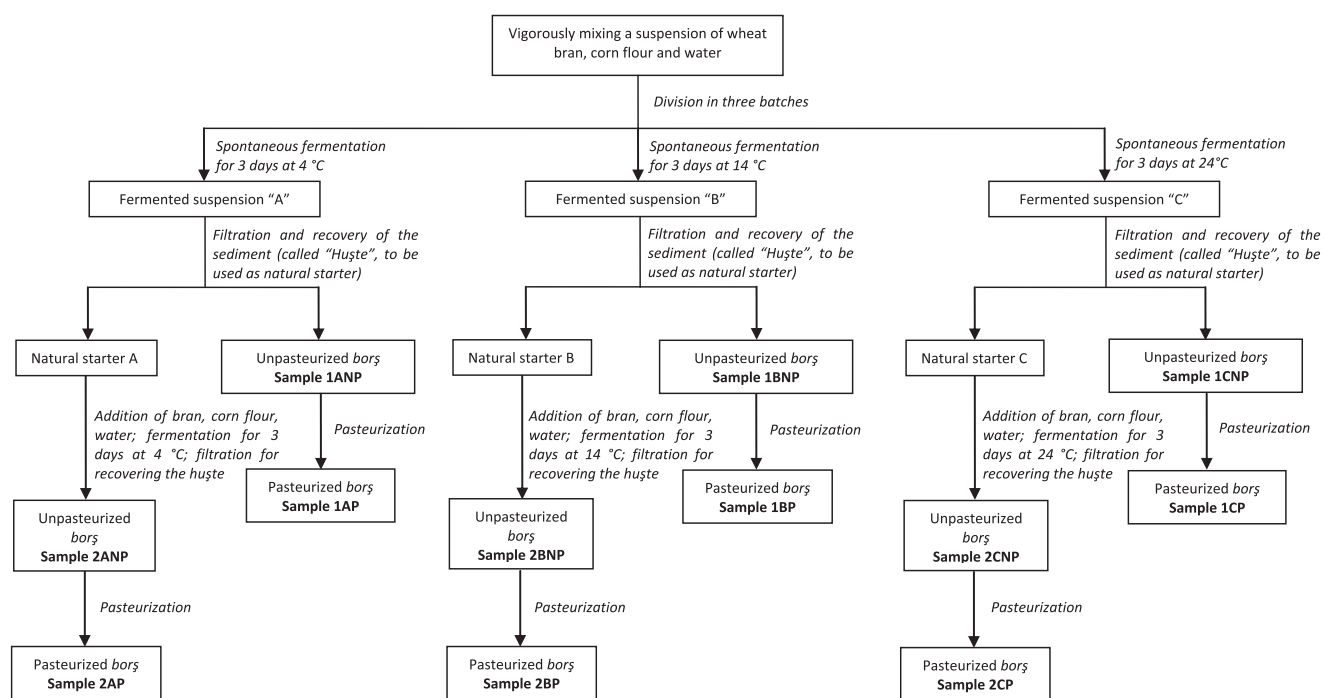 Vigorously mixing a suspension of wheat
bran, corn flour and water
Division in three batches
Spontaneous fermentation
for 3 days at 4 °C
Spontaneous fermentation
for 3 days at 14 °C
Spontaneous fermentation
for 3 days at 24°C
Fermented suspension “A”
Fermented suspension “B”
Fermented suspension “C”
Filtration and recovery of the
sediment (called “Huşte”, to be
used as natural starter)
Filtration and recovery of the
sediment (called “Huşte”, to be
used as natural starter)
Filtration and recovery of the
sediment (called “Huşte”, to be
used as natural starter)
Natural starter A
Unpasteurized borş
Sample 1ANP
Natural starter B
Unpasteurized borş
Sample 1BNP
Natural starter C
Unpasteurized borş
Sample 1CNP
Addition of bran, corn flour,
water; fermentation for 3
days at 4 °C; filtration for
recovering the huşte
Pasteurization
Addition of bran, corn flour,
water; fermentation for 3
days at 14 °C; filtration for
recovering the huşte
Pasteurization
Addition of bran, corn flour,
water; fermentation for 3
days at 24 °C; filtration for
recovering the huşte
Pasteurization
Pasteurized borş
Sample 1AP
Pasteurized borş
Sample 1BP
Pasteurized borş
Sample 1CP
Unpasteurized
borş
Sample 2ANP
Unpasteurized
borş
Sample 2BNP
Unpasteurized
borş
Sample 2CNP
Pasteurization
Pasteurization
Pasteurization
Pasteurized borş
Sample 2AP
Pasteurized borş
Sample 2BP
Pasteurized borş
Sample 2CP